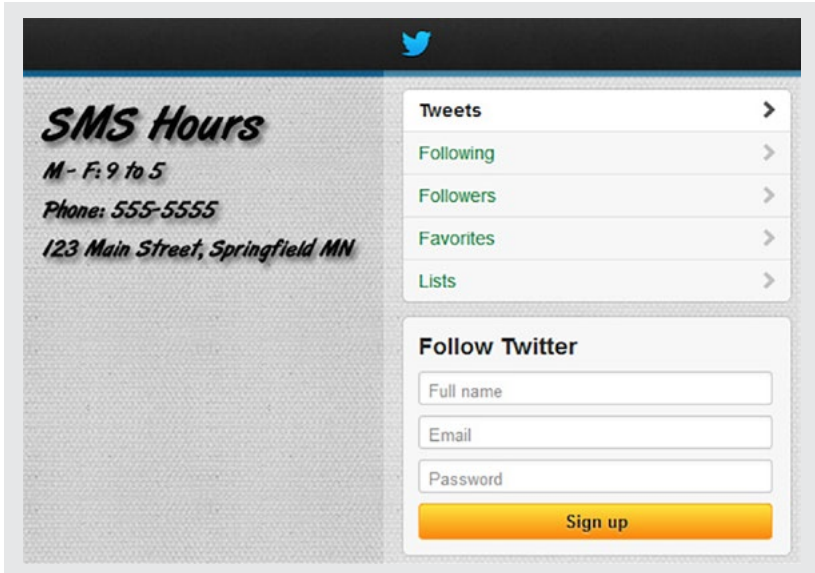 SMS Hours
M - F: 9 to 5
Phone: 555-5555
123 Main Street, Springfield MN
Tweets
Following
Followers
Favorites
Lists
Follow Twitter
Full name
Email
Password
Sign up